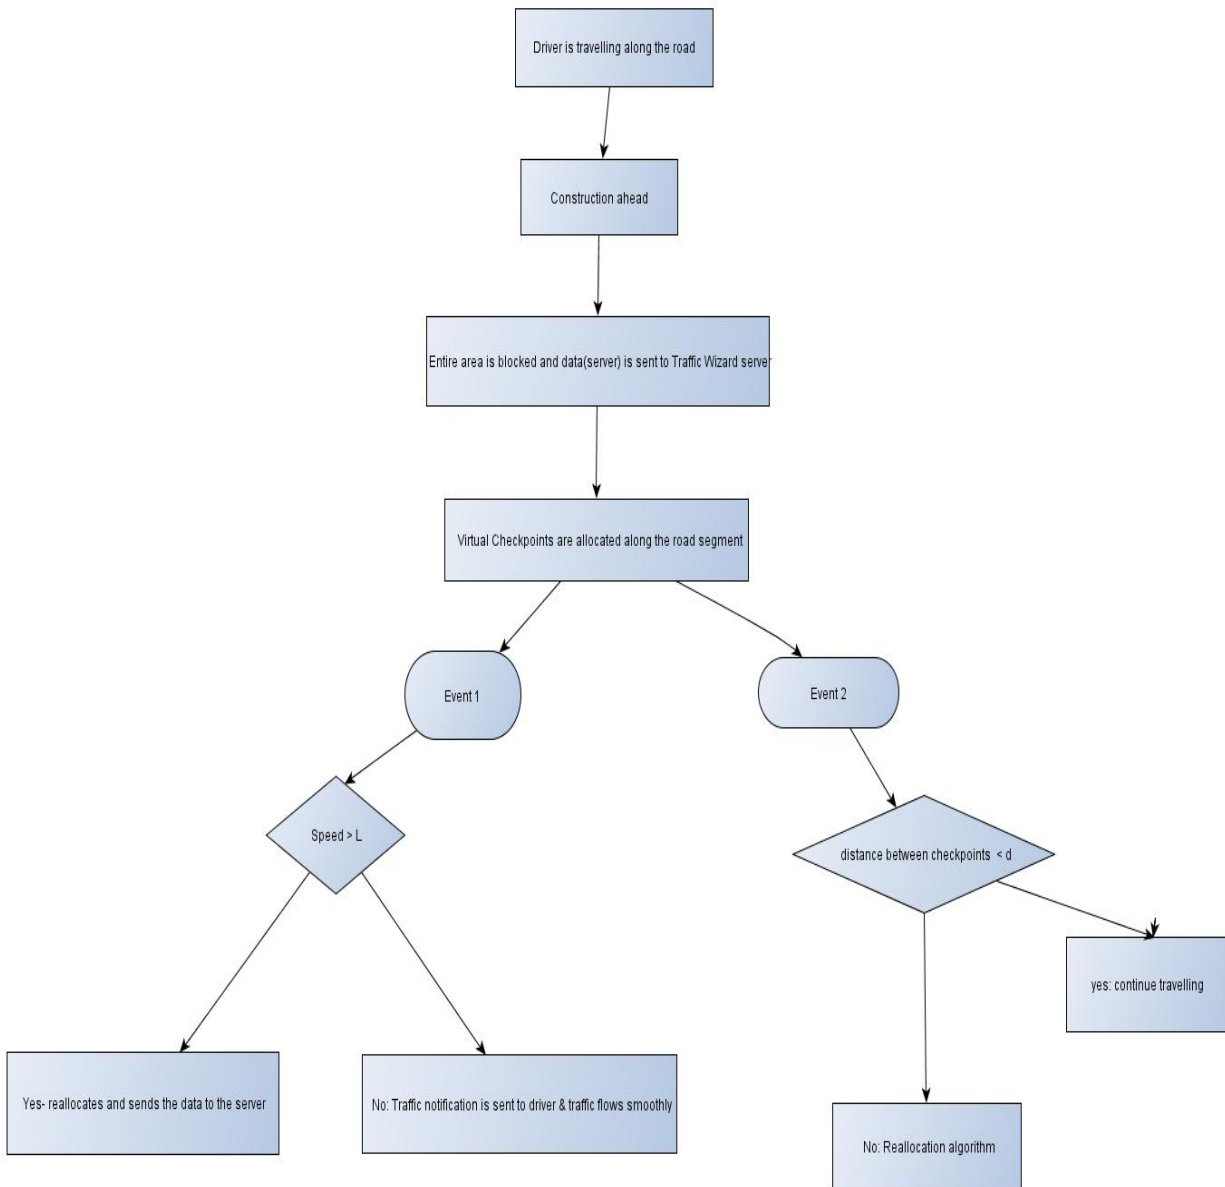 Driver is travelling along the road
Construction ahead
Entire area is blocked and data(server) is sent to Traffic Wizard server
Virtual Checkpoints are allocated along the road segment
Event 1
Event 2
Speed > L
distance between checkpoints < d
yes: continue travelling
Yes- reallocates and sends the data to the server
No: Traffic notification is sent to driver & traffic flows smoothly
No: Reallocation algorithm